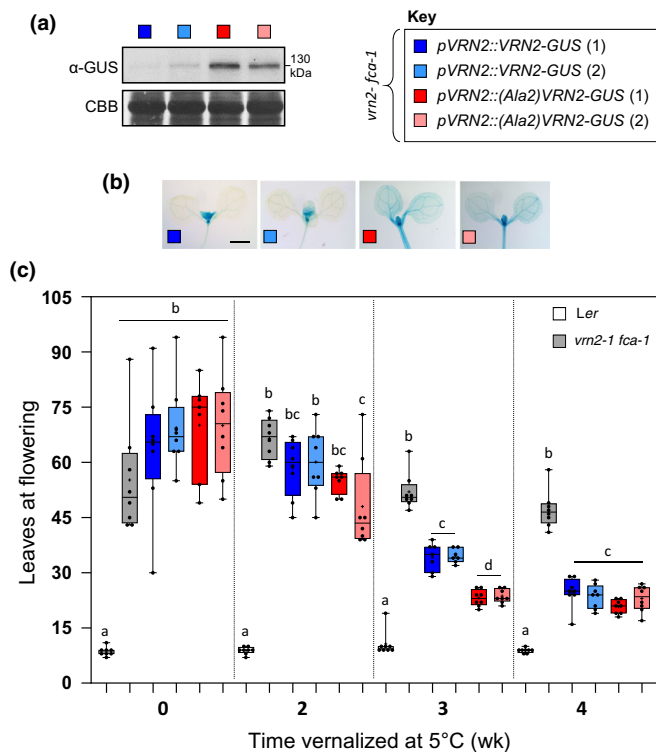 (a)
α-GUS
130
kDa
CBB
Key
vrn2- fca-1
pVRN2::VRN2-GUS (1)
pVRN2::VRN2-GUS (2)
pVRN2::(Ala2)VRN2-GUS (1)
pVRN2::(Ala2)VRN2-GUS (2)
(b)
(c)
Leaves at flowering
105
90
75
60
45
30
15
0
b
Ler
vrn2-1 fca-1
a
b
bc
b
bc
c
a
b
c
d
a
b
c
a
0 2 3 4
Time vernalized at 5°C (wk)